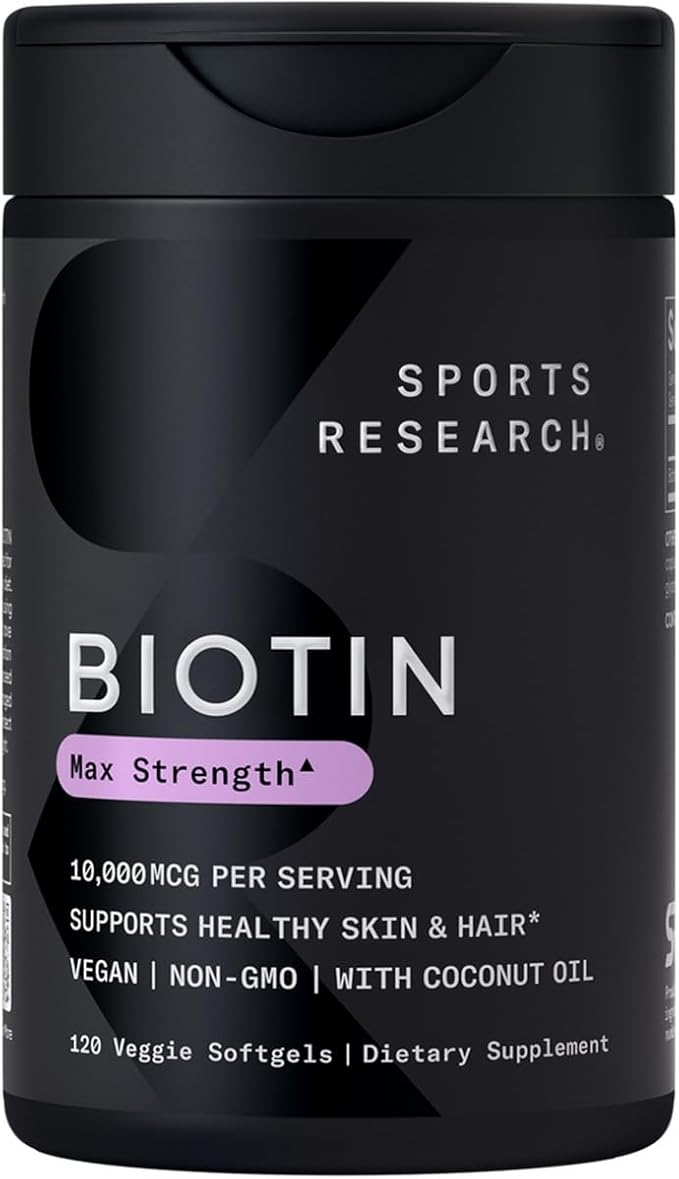 SPORTS
RESEARCH®
BIOTIN
Max Strength▲
10,000MCG PER SERVING
SUPPORTS HEALTHY SKIN & HAIR*
VEGAN | NON-GMO | WITH COCONUT OIL
120 Veggie Softgels | Dietary Supplement